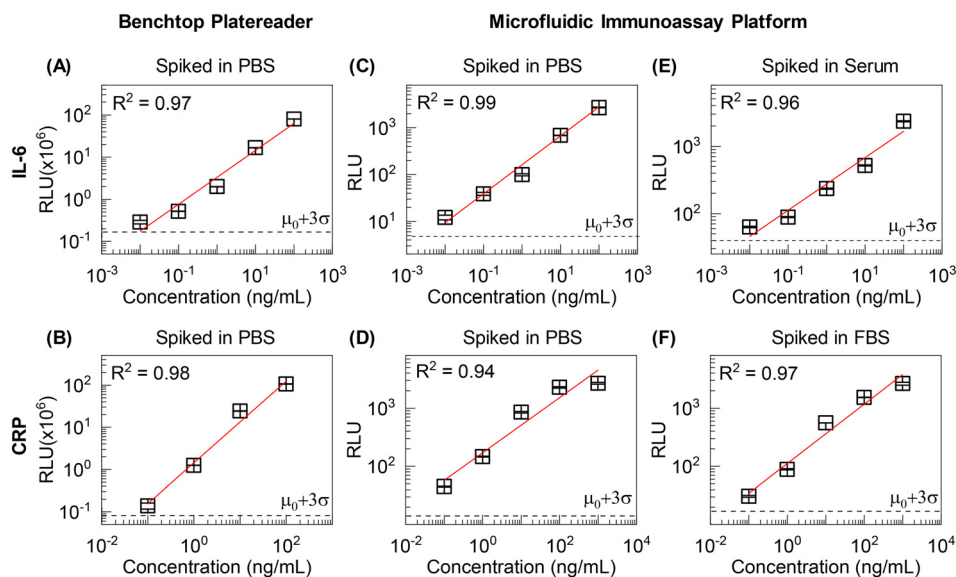 Benchtop Platereader
Microfluidic Immunoassay Platform
IL-6
(A)
Spiked in PBS
R² = 0.97
RLU(x10⁶)
10²
10¹
10⁰
10⁻¹
μ₀+3σ
10⁻³ 10⁻¹ 10¹ 10³
Concentration (ng/mL)
(C)
Spiked in PBS
R² = 0.99
RLU
10³
10²
10¹
μ₀+3σ
10⁻³ 10⁻¹ 10¹ 10³
Concentration (ng/mL)
(E)
Spiked in Serum
R² = 0.96
RLU
10³
10²
μ₀+3σ
10⁻³ 10⁻¹ 10¹ 10³
Concentration (ng/mL)
CRP
(B)
Spiked in PBS
R² = 0.98
RLU(x10⁶)
10²
10¹
10⁰
10⁻¹
μ₀+3σ
10⁻² 10⁰ 10²
Concentration (ng/mL)
(D)
Spiked in PBS
R² = 0.94
RLU
10³
10²
μ₀+3σ
10⁻² 10⁰ 10² 10⁴
Concentration (ng/mL)
(F)
Spiked in FBS
R² = 0.97
RLU
10³
10²
μ₀+3σ
10⁻² 10⁰ 10² 10⁴
Concentration (ng/mL)